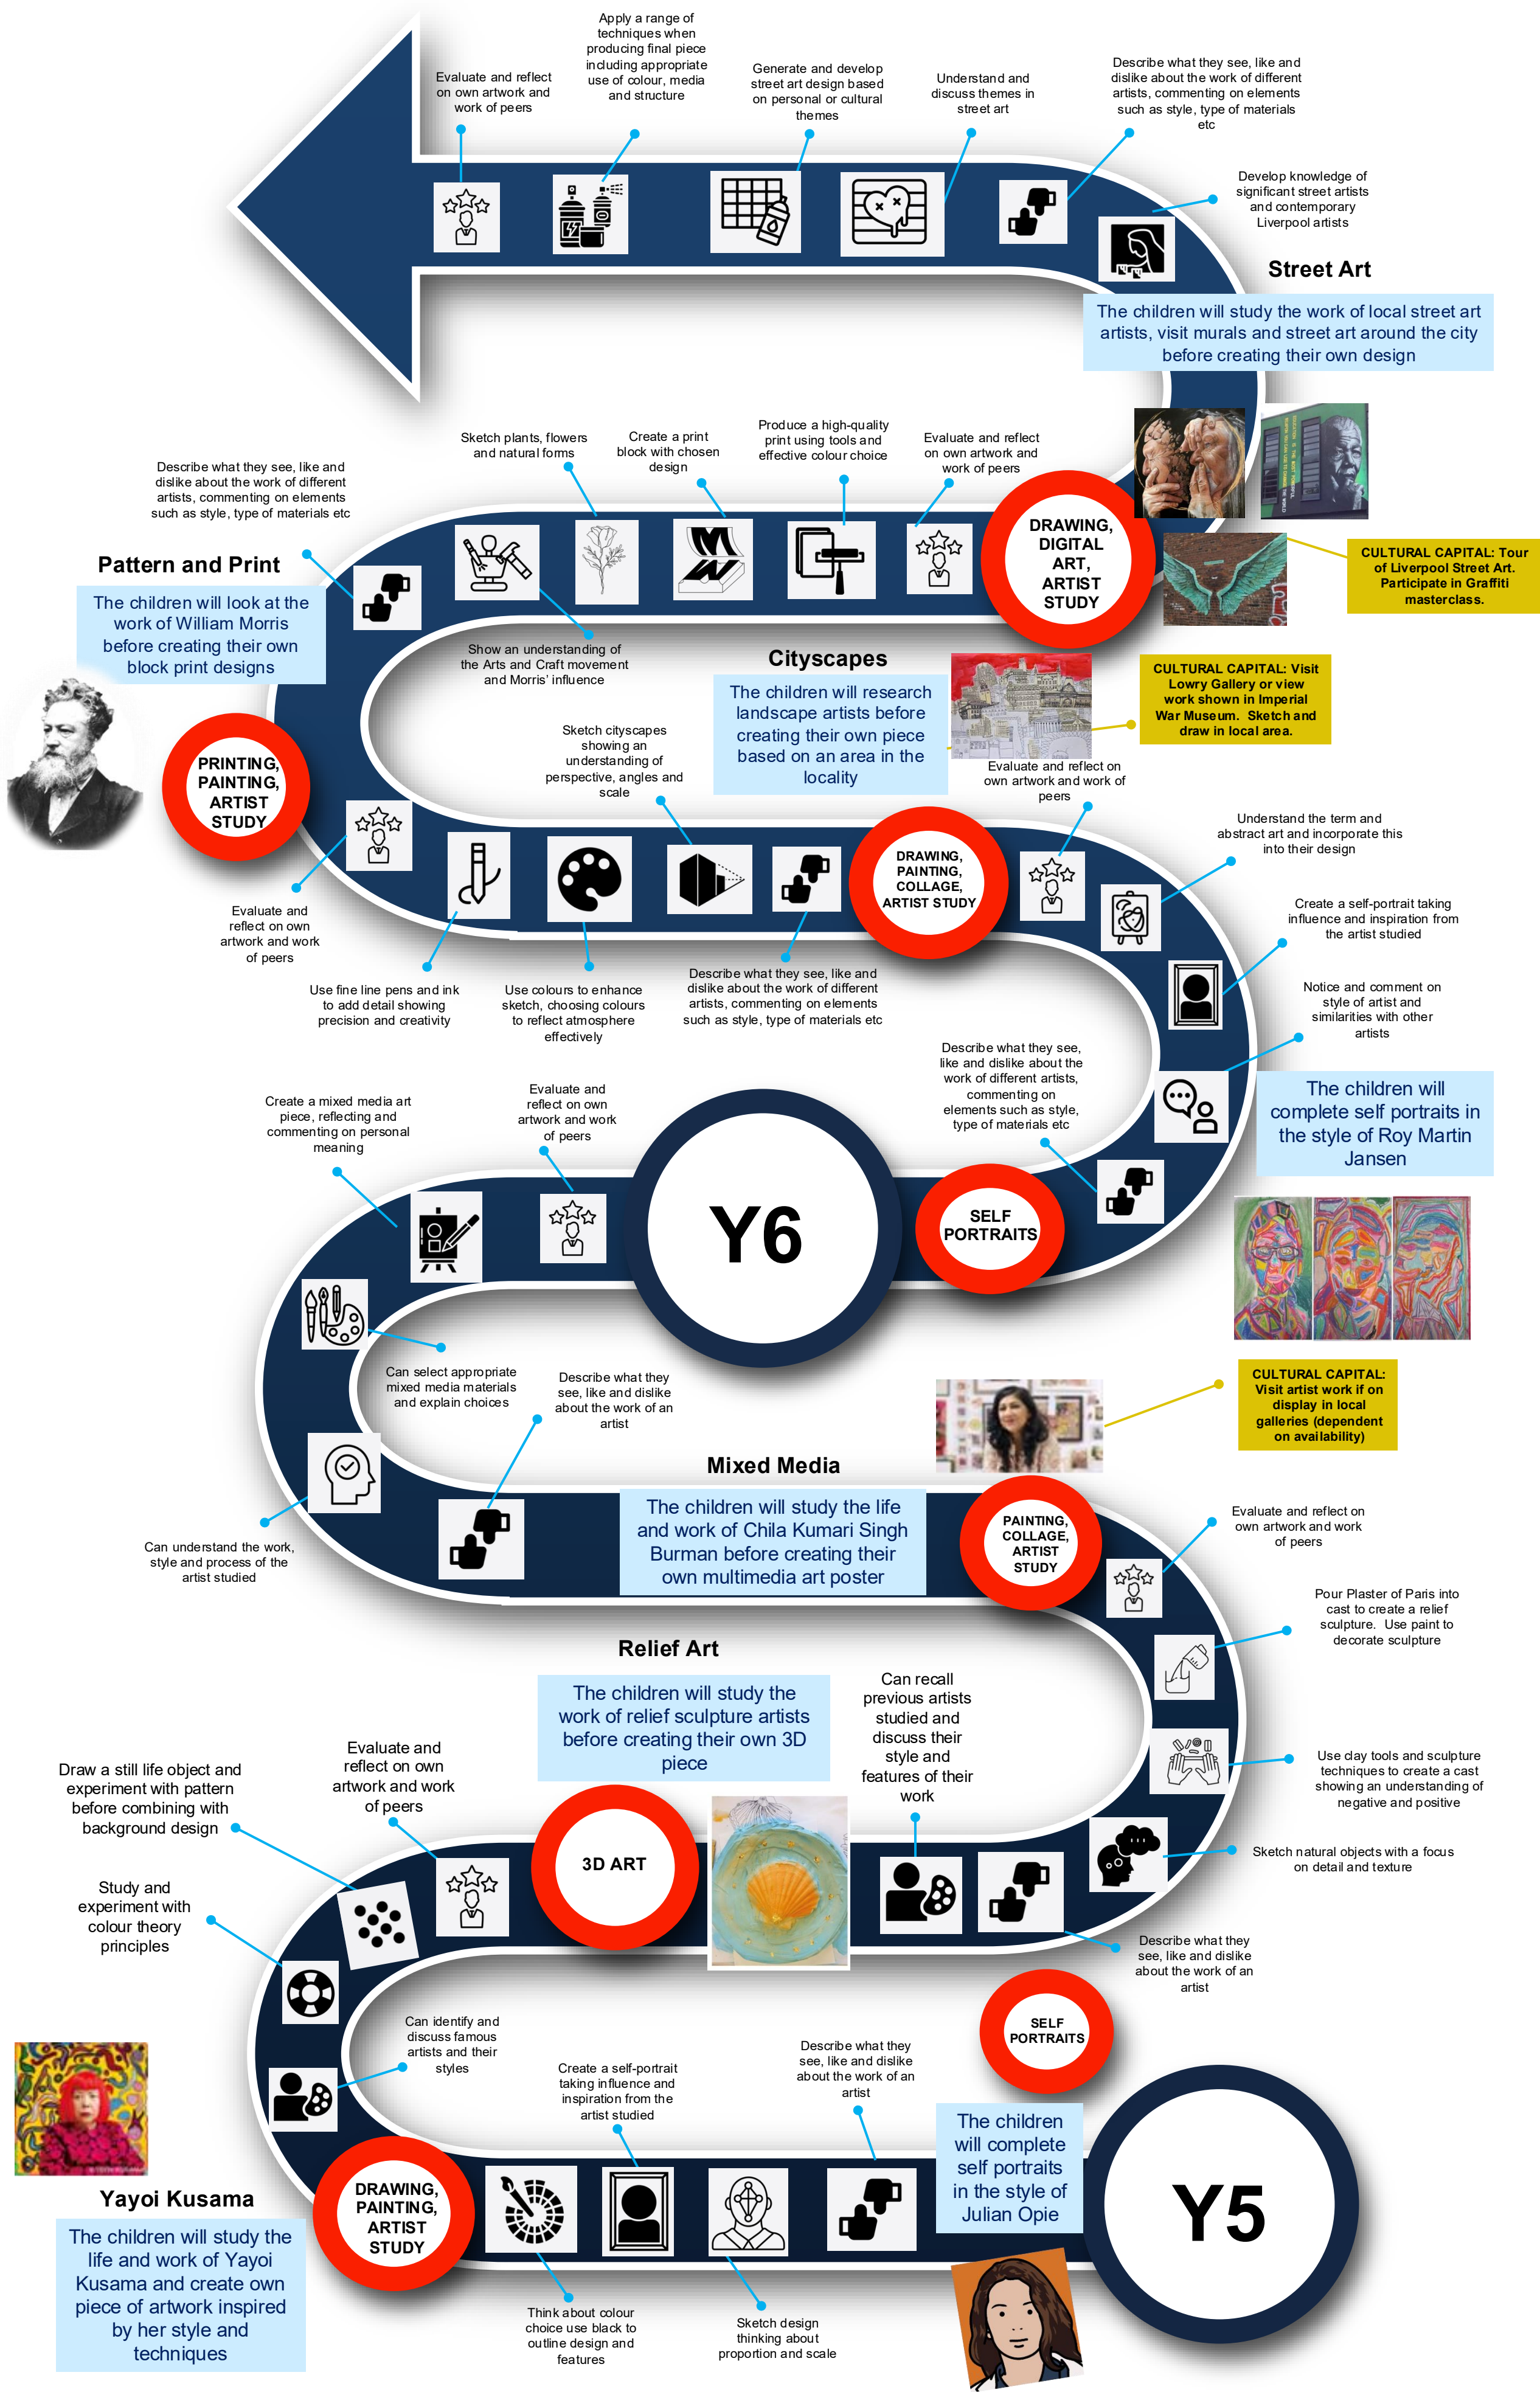 Apply a range of
techniques when
producing final piece
including appropriate
use of colour, media
and structure
Evaluate and reflect
on own artwork and
work of peers
Generate and develop
street art design based
on personal or cultural
themes
Understand and
discuss themes in
street art
Describe what they see, like and
dislike about the work of different
artists, commenting on elements
such as style, type of materials
etc
Develop knowledge of
significant street artists
and contemporary
Liverpool artists
Street Art
The children will study the work of local street art
artists, visit murals and street art around the city
before creating their own design
CULTURAL CAPITAL: Tour
of Liverpool Street Art.
Participate in Graffiti
masterclass.
DRAWING,
DIGITAL
ART,
ARTIST
STUDY
Evaluate and reflect
on own artwork and
work of peers
Produce a high-quality
print using tools and
effective colour choice
Create a print
block with chosen
design
Sketch plants, flowers
and natural forms
Describe what they see, like and
dislike about the work of different
artists, commenting on elements
such as style, type of materials etc
Show an understanding of
the Arts and Craft movement
and Morris' influence
Pattern and Print
The children will look at the
work of William Morris
before creating their own
block print designs
PRINTING,
PAINTING,
ARTIST
STUDY
Cityscapes
The children will research
landscape artists before
creating their own piece
based on an area in the
locality
CULTURAL CAPITAL: Visit
Lowry Gallery or view
work shown in Imperial
War Museum.  Sketch and
draw in local area.
Sketch cityscapes
showing an
understanding of
perspective, angles and
scale
Evaluate and
reflect on own
artwork and work
of peers
Use fine line pens and ink
to add detail showing
precision and creativity
Use colours to enhance
sketch, choosing colours
to reflect atmosphere
effectively
Describe what they see, like and
dislike about the work of different
artists, commenting on elements
such as style, type of materials etc
DRAWING,
PAINTING,
COLLAGE,
ARTIST STUDY
Evaluate and reflect on
own artwork and work of
peers
Understand the term and
abstract art and incorporate this
into their design
Create a self-portrait taking
influence and inspiration from
the artist studied
Notice and comment on
style of artist and
similarities with other
artists
Describe what they see,
like and dislike about the
work of different artists,
commenting on
elements such as style,
type of materials etc
The children will
complete self portraits in
the style of Roy Martin
Jansen
SELF
PORTRAITS
Y6
Evaluate and
reflect on own
artwork and work
of peers
Create a mixed media art
piece, reflecting and
commenting on personal
meaning
Can select appropriate
mixed media materials
and explain choices
Describe what they
see, like and dislike
about the work of an
artist
Can understand the work,
style and process of the
artist studied
CULTURAL CAPITAL:
Visit artist work if on
display in local
galleries (dependent
on availability)
Mixed Media
The children will study the life
and work of Chila Kumari Singh
Burman before creating their
own multimedia art poster
PAINTING,
COLLAGE,
ARTIST
STUDY
Evaluate and reflect on
own artwork and work
of peers
Pour Plaster of Paris into
cast to create a relief
sculpture.  Use paint to
decorate sculpture
Use clay tools and sculpture
techniques to create a cast
showing an understanding of
negative and positive
Sketch natural objects with a focus
on detail and texture
Describe what they
see, like and dislike
about the work of an
artist
Can recall
previous artists
studied and
discuss their
style and
features of their
work
Relief Art
The children will study the
work of relief sculpture artists
before creating their own 3D
piece
3D ART
Evaluate and
reflect on own
artwork and work
of peers
Draw a still life object and
experiment with pattern
before combining with
background design
Study and
experiment with
colour theory
principles
Can identify and
discuss famous
artists and their
styles
Yayoi Kusama
The children will study the
life and work of Yayoi
Kusama and create own
piece of artwork inspired
by her style and
techniques
DRAWING,
PAINTING,
ARTIST
STUDY
Create a self-portrait
taking influence and
inspiration from the
artist studied
Describe what they
see, like and dislike
about the work of an
artist
Think about colour
choice use black to
outline design and
features
Sketch design
thinking about
proportion and scale
SELF
PORTRAITS
The children
will complete
self portraits
in the style of
Julian Opie
Y5